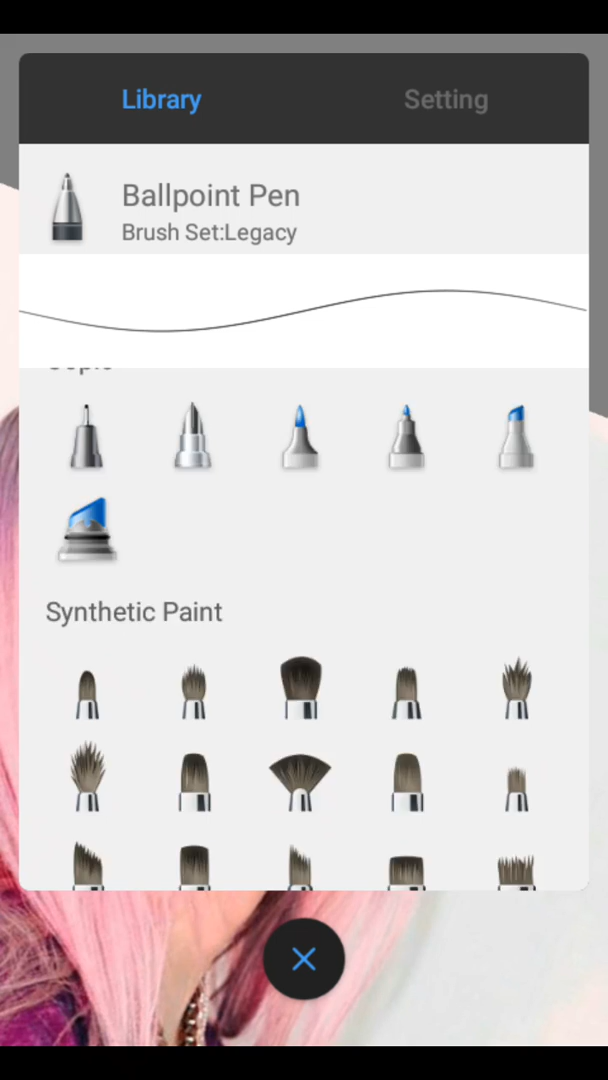 Library
Setting
Ballpoint Pen
Brush Set:Legacy
Synthetic Paint